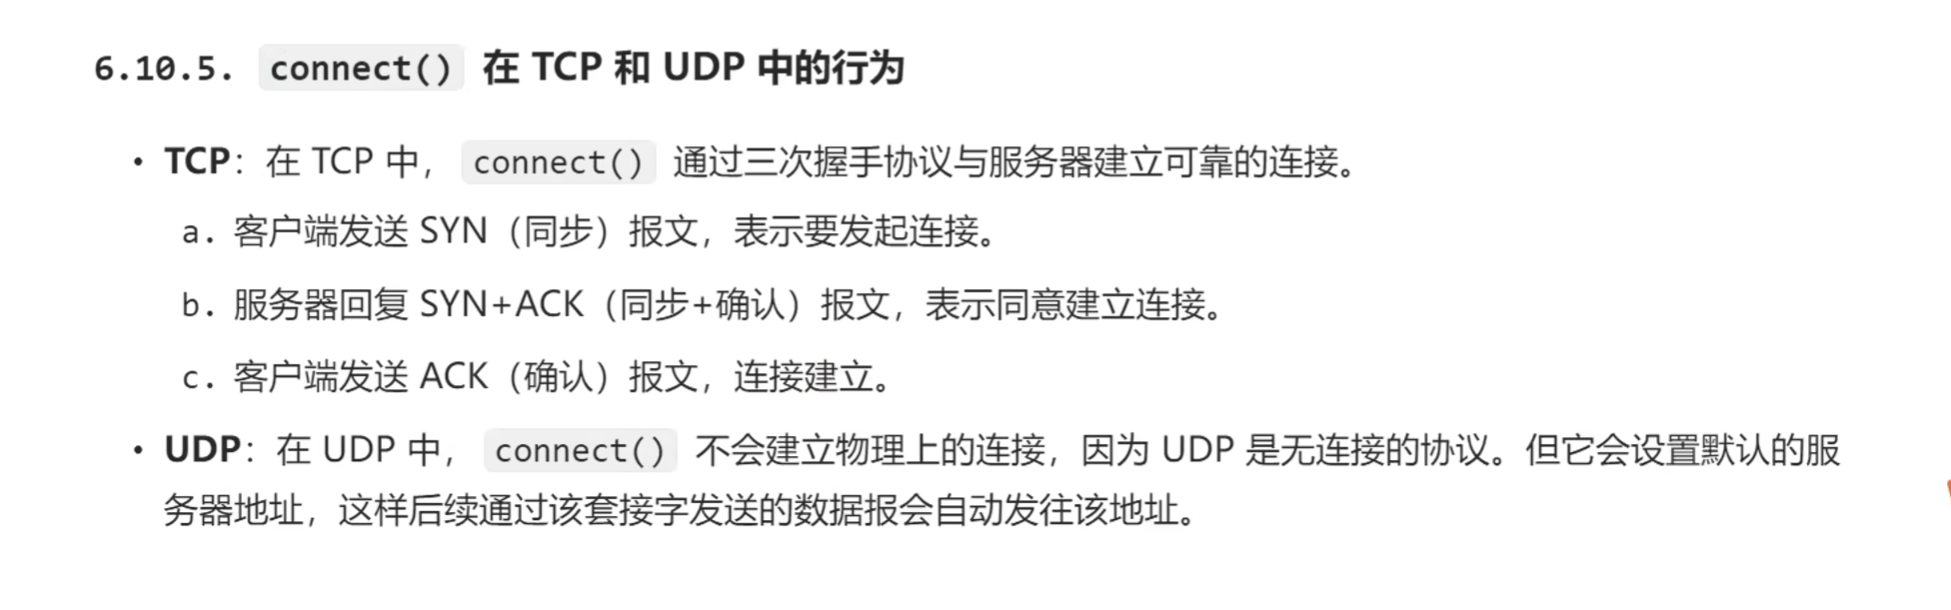 6.10.5. connect() 在 TCP 和 UDP 中的行为
• TCP：在 TCP 中， connect() 通过三次握手协议与服务器建立可靠的连接。
a. 客户端发送 SYN（同步）报文，表示要发起连接。
b. 服务器回复 SYN+ACK（同步+确认）报文，表示同意建立连接。
c. 客户端发送 ACK（确认）报文，连接建立。
• UDP：在 UDP 中， connect() 不会建立物理上的连接，因为 UDP 是无连接的协议。但它会设置默认的服
务器地址，这样后续通过该套接字发送的数据报会自动发往该地址。